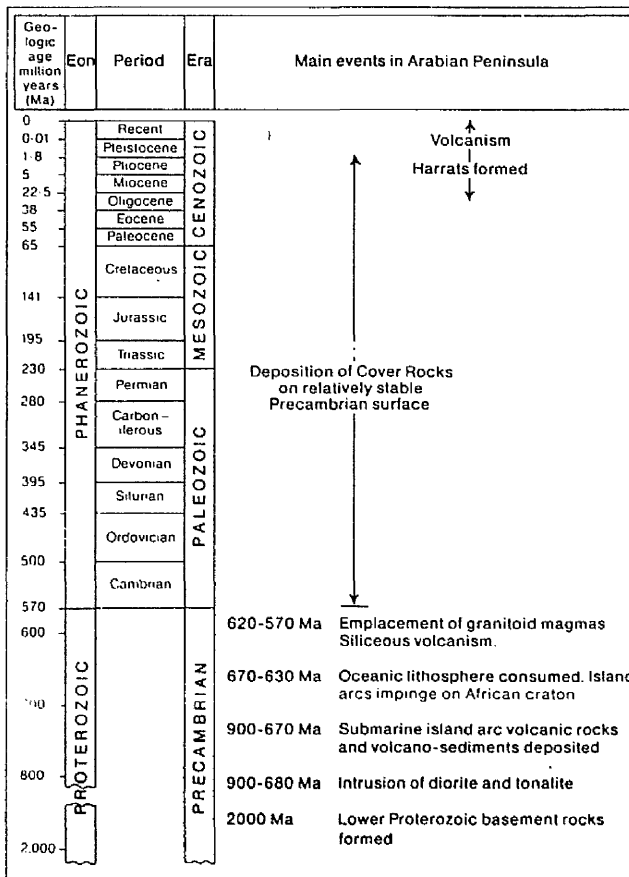 Geo-
logic
age
million
years
(Ma)
Eon
Period
Era
Main events in Arabian Peninsula
0
0·01
1·8
5
22·5
38
55
65
141
195
230
280
345
395
435
500
570
600
700
800
2.000
PHANEROZOIC
PROTEROZOIC
Recent
Pleistocene
Pliocene
Miocene
Oligocene
Eocene
Paleocene
Cretaceous
Jurassic
Triassic
Permian
Carbon-
iferous
Devonian
Silurian
Ordovician
Cambrian
CENOZOIC
MESOZOIC
PALEOZOIC
PRECAMBRIAN
Volcanism
Harrats formed
Deposition of Cover Rocks
on relatively stable
Precambrian surface
620-570 Ma Emplacement of granitoid magmas
Siliceous volcanism.
670-630 Ma Oceanic lithosphere consumed. Island
arcs impinge on African craton
900-670 Ma Submarine island arc volcanic rocks
and volcano-sediments deposited
900-680 Ma Intrusion of diorite and tonalite
2000 Ma Lower Proterozoic basement rocks
formed